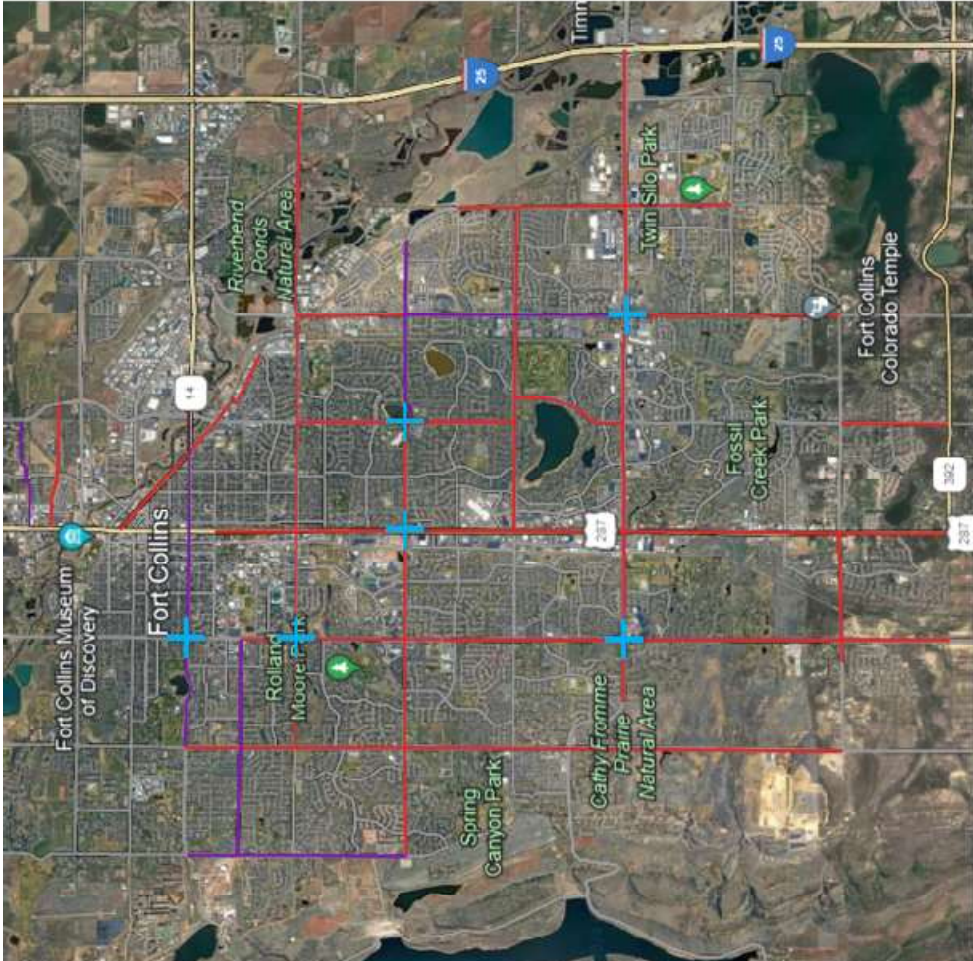 Fort Collins Museum
of Discovery
Fort Collins
14
Riverbend
Ponds
Natural Area
Rolland
Moore Park
Spring
Canyon Park
25
Timn
Cathy Fromme
Prairie
Natural Area
287
Twin Silo Park
Fossil
Creek Park
25
Fort Collins
Colorado Temple
392
287